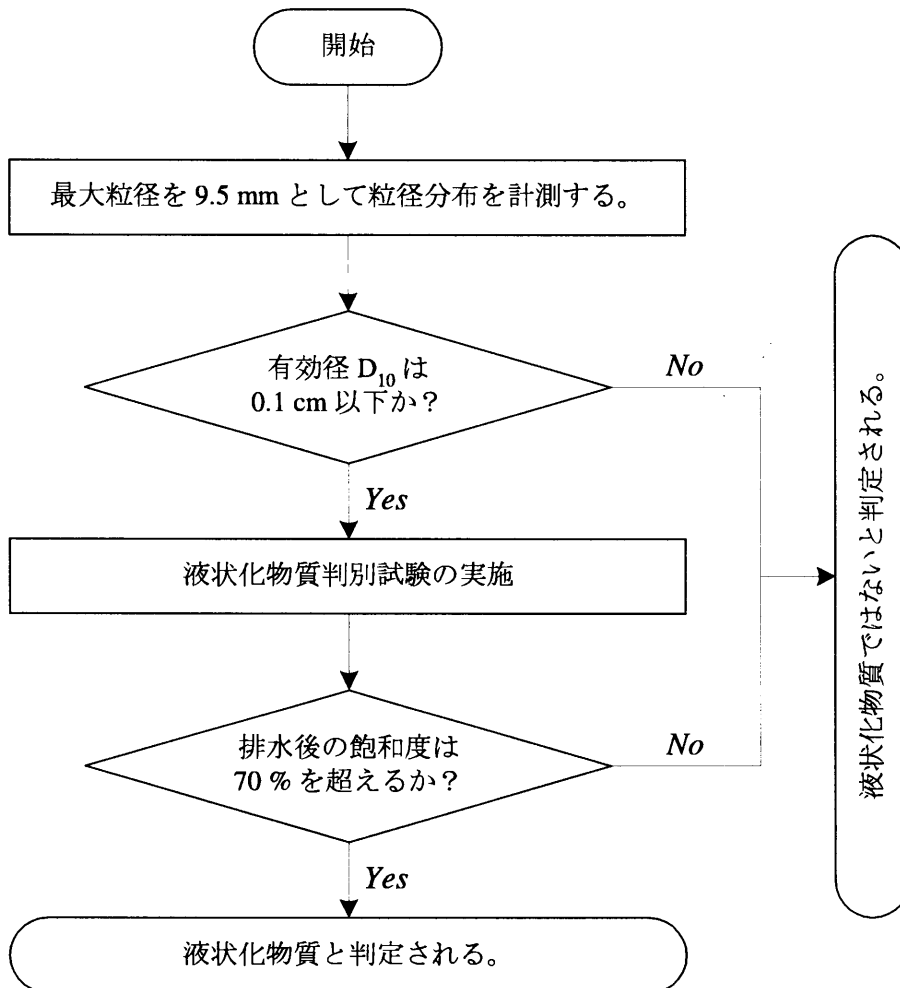 開始
最大粒径を 9.5 mm として粒径分布を計測する。
有効径 D₁₀ は
0.1 cm 以下か？
No
Yes
液状化物質判別試験の実施
排水後の飽和度は
70 % を超えるか？
No
Yes
液状化物質と判定される。
液状化物質ではないと判定される。